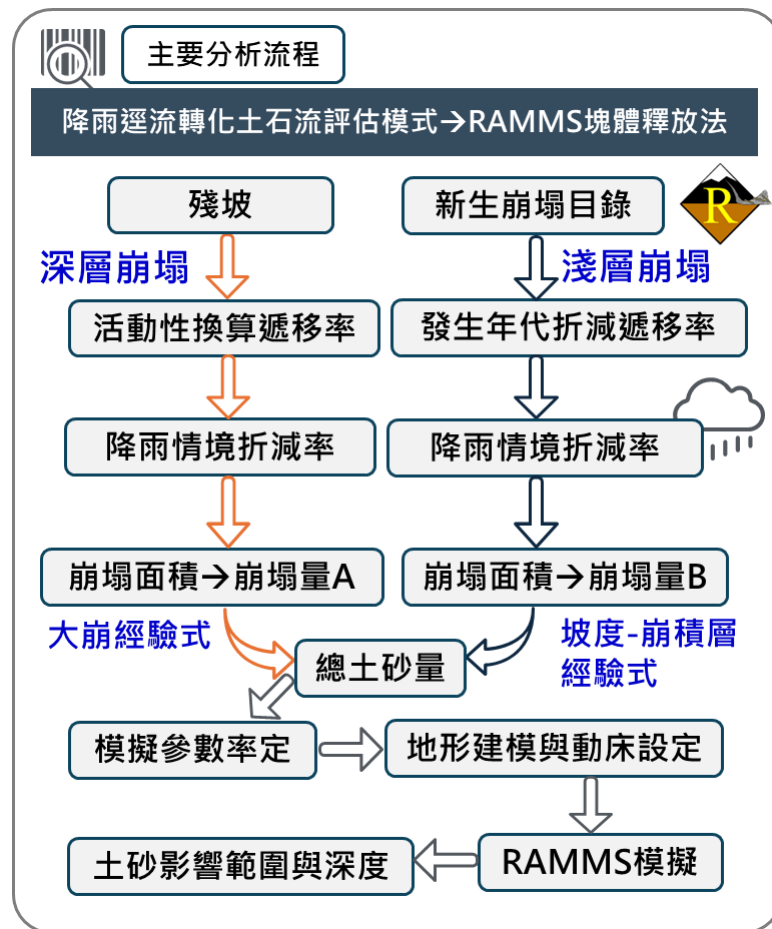 主要分析流程
降雨逕流轉化土石流評估模式→RAMMS塊體釋放法
殘坡
新生崩塌目錄
R
深層崩塌
淺層崩塌
活動性換算遞移率
發生年代折減遞移率
降雨情境折減率
降雨情境折減率
崩塌面積→崩塌量A
崩塌面積→崩塌量B
大崩經驗式
坡度-崩積層
經驗式
總土砂量
模擬參數率定
地形建模與動床設定
土砂影響範圍與深度
RAMMS模擬